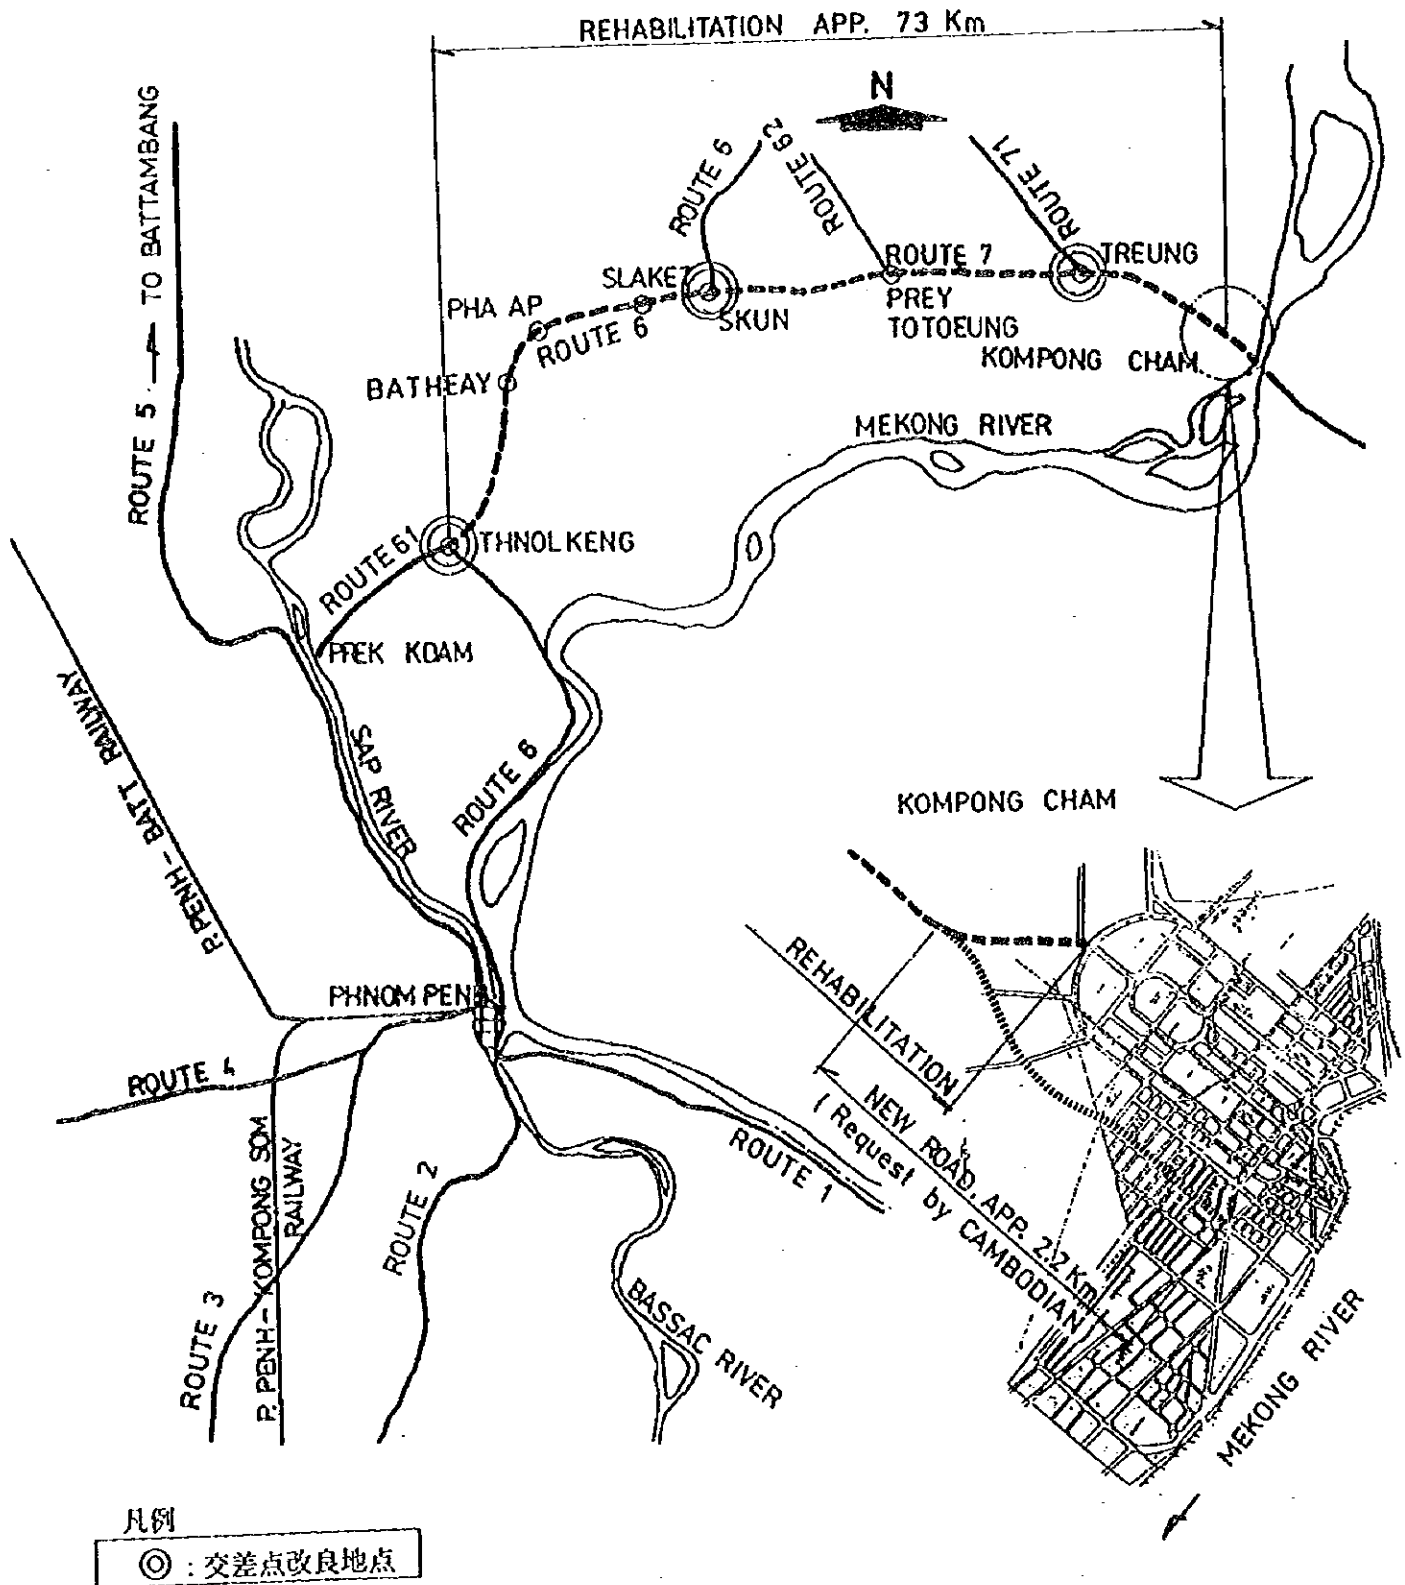 REHABILITATION APP. 73 Km
N
TO BATTAMBANG
ROUTE 5
ROUTE 6
ROUTE 62
ROUTE 71
SLAKET
SKUN
ROUTE 7
PREY
TOTOEUNG
TREUNG
PHA AP
ROUTE 6
KOMPONG CHAM
BATHEAY
MEKONG RIVER
THNOLKENG
ROUTE 61
PREK KDAM
P. PENH - BATT RAILWAY
SAP RIVER
ROUTE 6
KOMPONG CHAM
REHABILITATION
NEW ROAD. APP. 2.2 Km
(Request by CAMBODIAN
PHNOM PENH
ROUTE 4
ROUTE 1
P. PENH - KOMPONG SOM
RAILWAY
ROUTE 2
ROUTE 3
BASSAC RIVER
MEKONG RIVER
凡例
◎ : 交差点改良地点